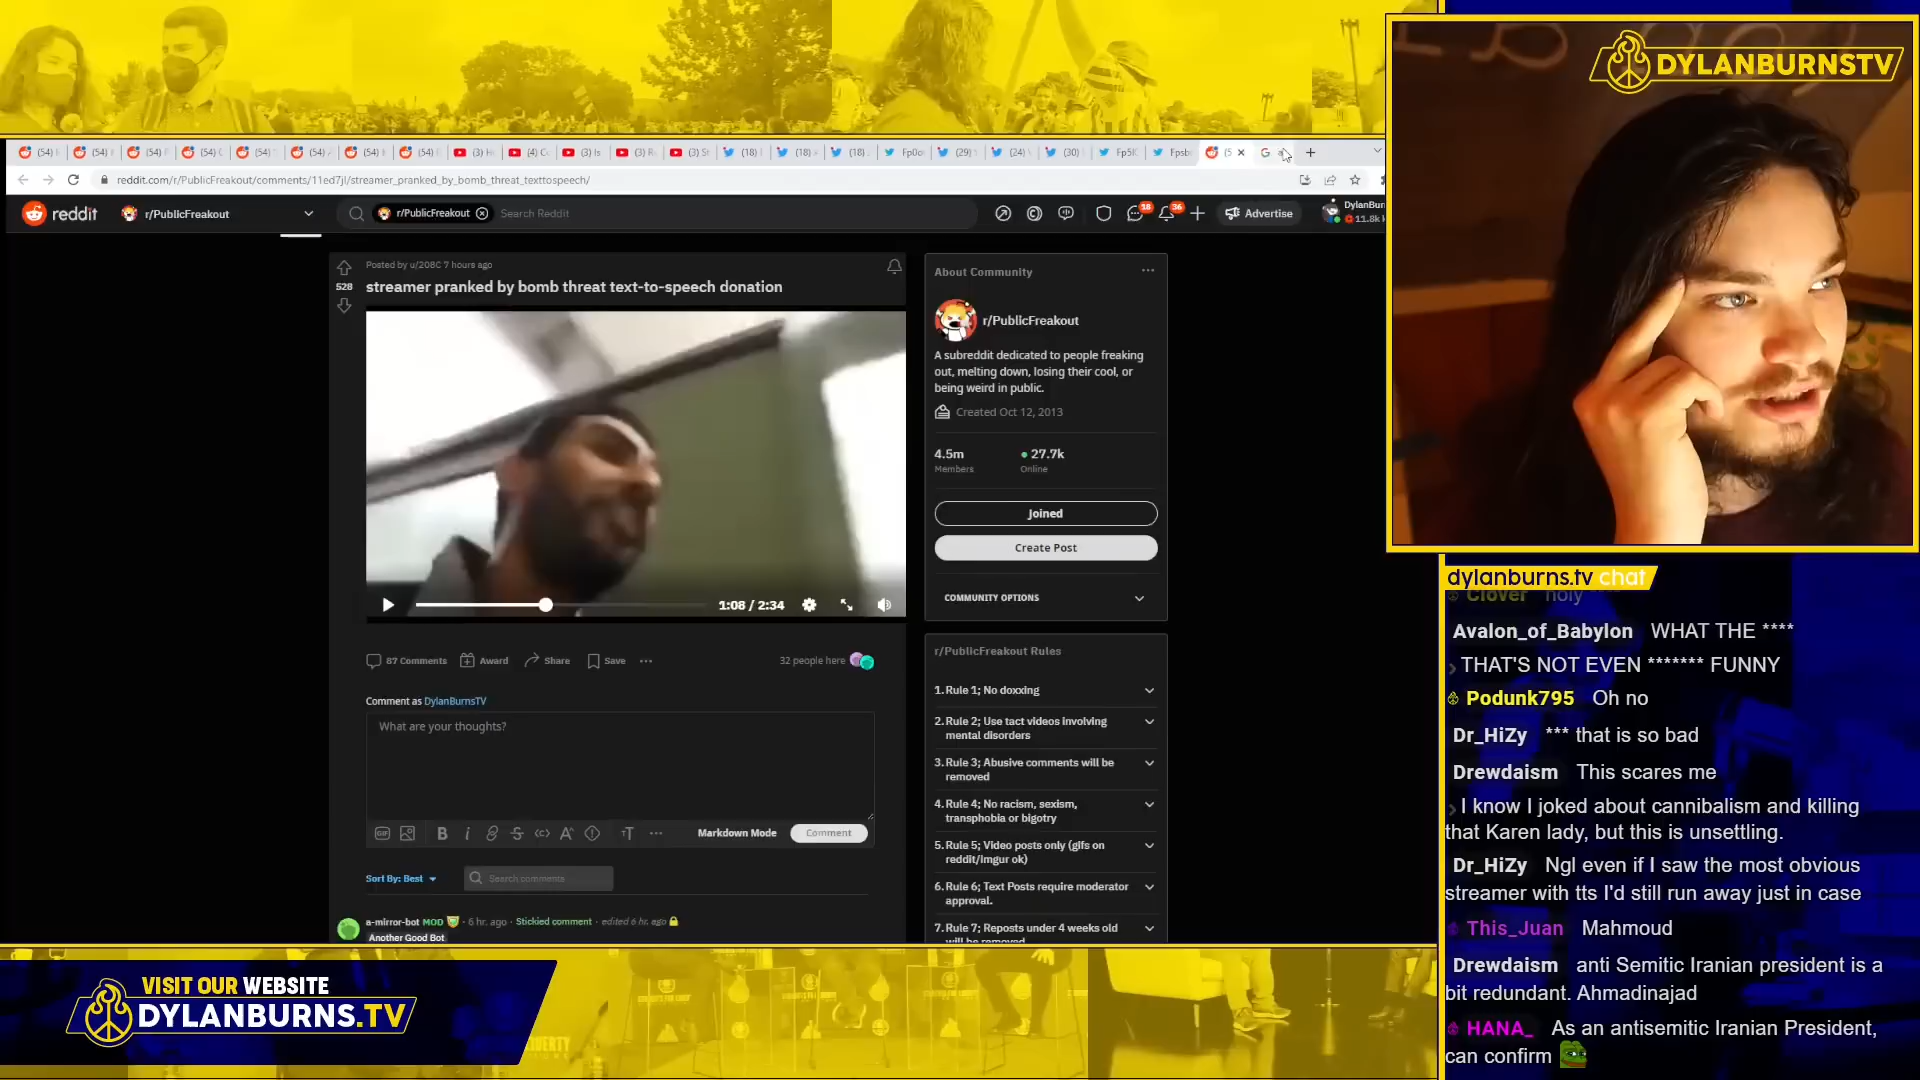 DYLANBURNSTV
reddit.com/r/PublicFreakout/comments/11ed7jl/streamer_pranked_by_bomb_threat_texttospeech/
reddit
r/PublicFreakout
r/PublicFreakout
Search Reddit
18
36
Advertise
DylanBurn
11.8k
Posted by u/208C 7 hours ago
528
streamer pranked by bomb threat text-to-speech donation
1:08 / 2:34
87 Comments
Award
Share
Save
32 people here
Comment as DylanBurnsTV
What are your thoughts?
Markdown Mode
Comment
Sort By: Best
Search comments
a-mirror-bot MOD · 6 hr. ago · Stickied comment · edited 6 hr. ago
Another Good Bot
About Community
r/PublicFreakout
A subreddit dedicated to people freaking
out, melting down, losing their cool, or
being weird in public.
Created Oct 12, 2013
4.5m
Members
27.7k
Online
Joined
Create Post
COMMUNITY OPTIONS
r/PublicFreakout Rules
1. Rule 1; No doxxing
2. Rule 2; Use tact videos involving
mental disorders
3. Rule 3; Abusive comments will be
removed
4. Rule 4; No racism, sexism,
transphobia or bigotry
5. Rule 5; Video posts only (gifs on
reddit/imgur ok)
6. Rule 6; Text Posts require moderator
approval.
7. Rule 7; Reposts under 4 weeks old
will be removed
dylanburns.tv chat
Clover holy
Avalon_of_Babylon WHAT THE ****
THAT'S NOT EVEN ******* FUNNY
Podunk795 Oh no
Dr_HiZy *** that is so bad
Drewdaism This scares me
I know I joked about cannibalism and killing
that Karen lady, but this is unsettling.
Dr_HiZy Ngl even if I saw the most obvious
streamer with tts I'd still run away just in case
This_Juan Mahmoud
Drewdaism anti Semitic Iranian president is a
bit redundant. Ahmadinajad
HANA_ As an antisemitic Iranian President,
can confirm
VISIT OUR WEBSITE
DYLANBURNS.TV